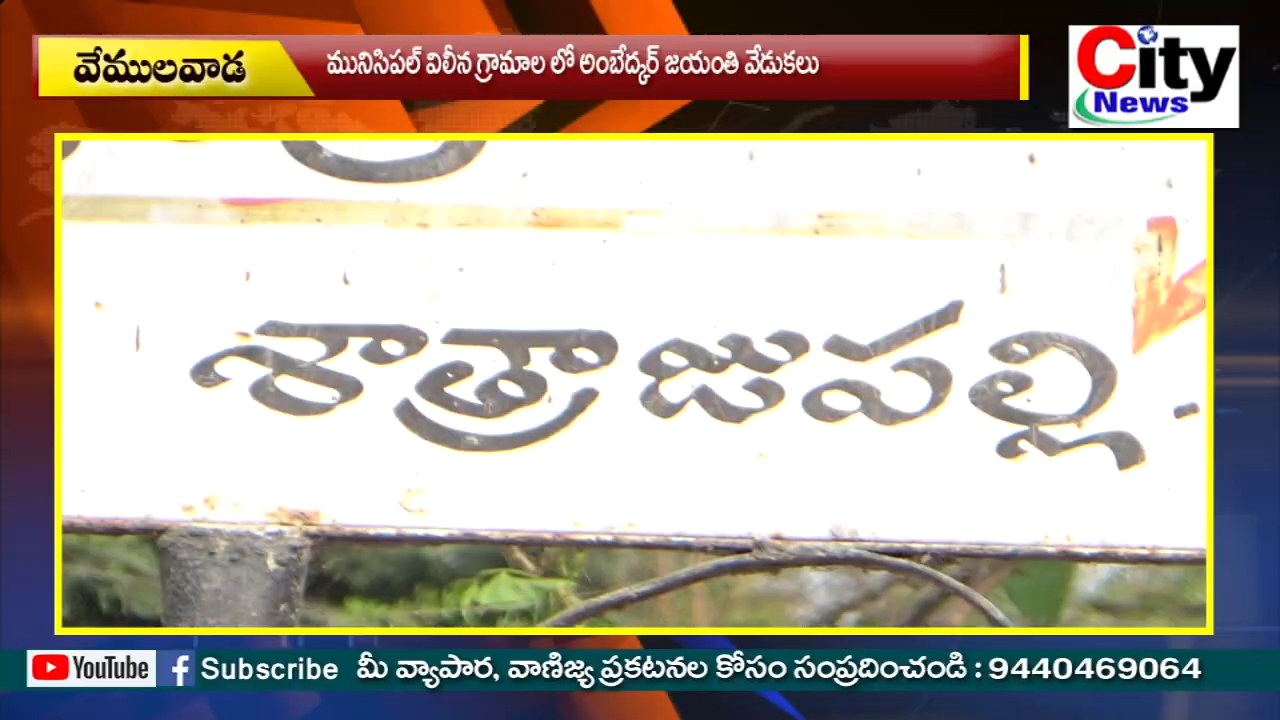 వేములవాడ
మునిసిపల్ విలీన గ్రామాల లో అంబేద్కర్ జయంతి వేడుకలు
City
News
శాత్రాజుపల్లి
YouTube Subscribe మీ వ్యాపార, వాణిజ్య ప్రకటనల కోసం సంప్రదించండి : 9440469064